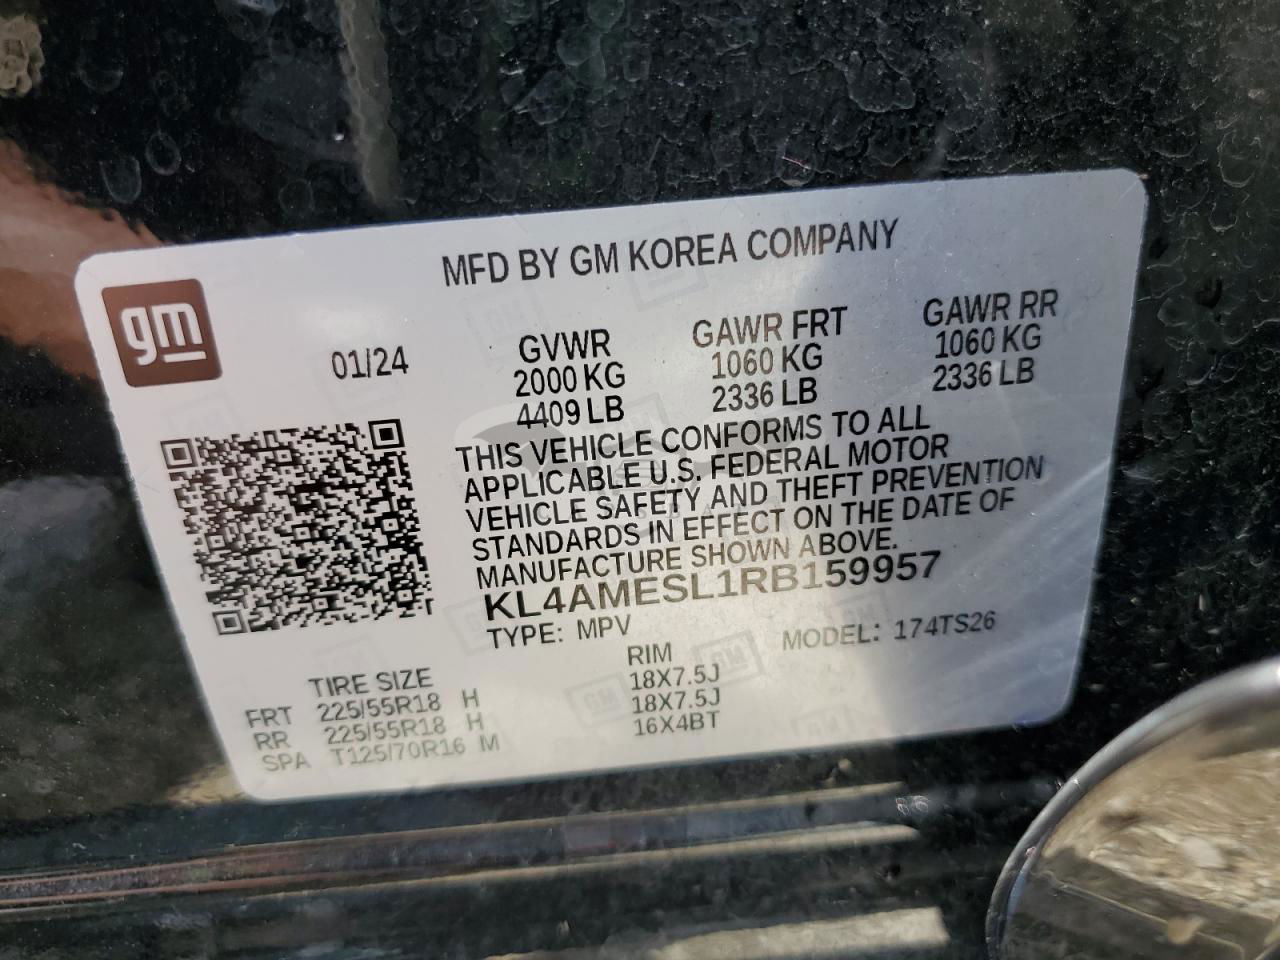 MFD BY GM KOREA COMPANY
gm
01/24
GVWR GAWR FRT GAWR RR
2000 KG 1060 KG 1060 KG
4409 LB 2336 LB 2336 LB
THIS VEHICLE CONFORMS TO ALL
APPLICABLE U.S. FEDERAL MOTOR
VEHICLE SAFETY AND THEFT PREVENTION
STANDARDS IN EFFECT ON THE DATE OF
MANUFACTURE SHOWN ABOVE.
KL4AMESL1RB159957
TYPE: MPV MODEL: 174TS26
TIRE SIZE RIM
FRT 225/55R18 H 18X7.5J
RR 225/55R18 H 18X7.5J
SPA T125/70R16 M 16X4BT